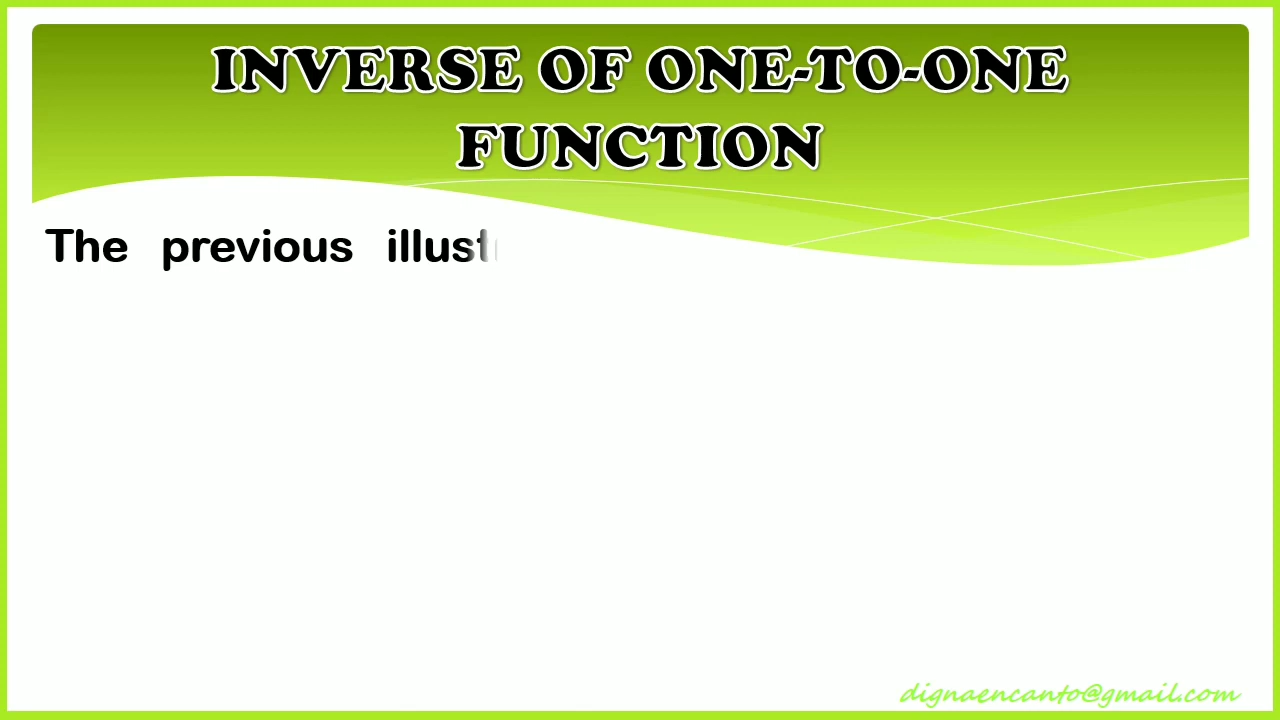 INVERSE OF ONE-TO-ONE
FUNCTION
The previous
dignaencanto@gmail.com